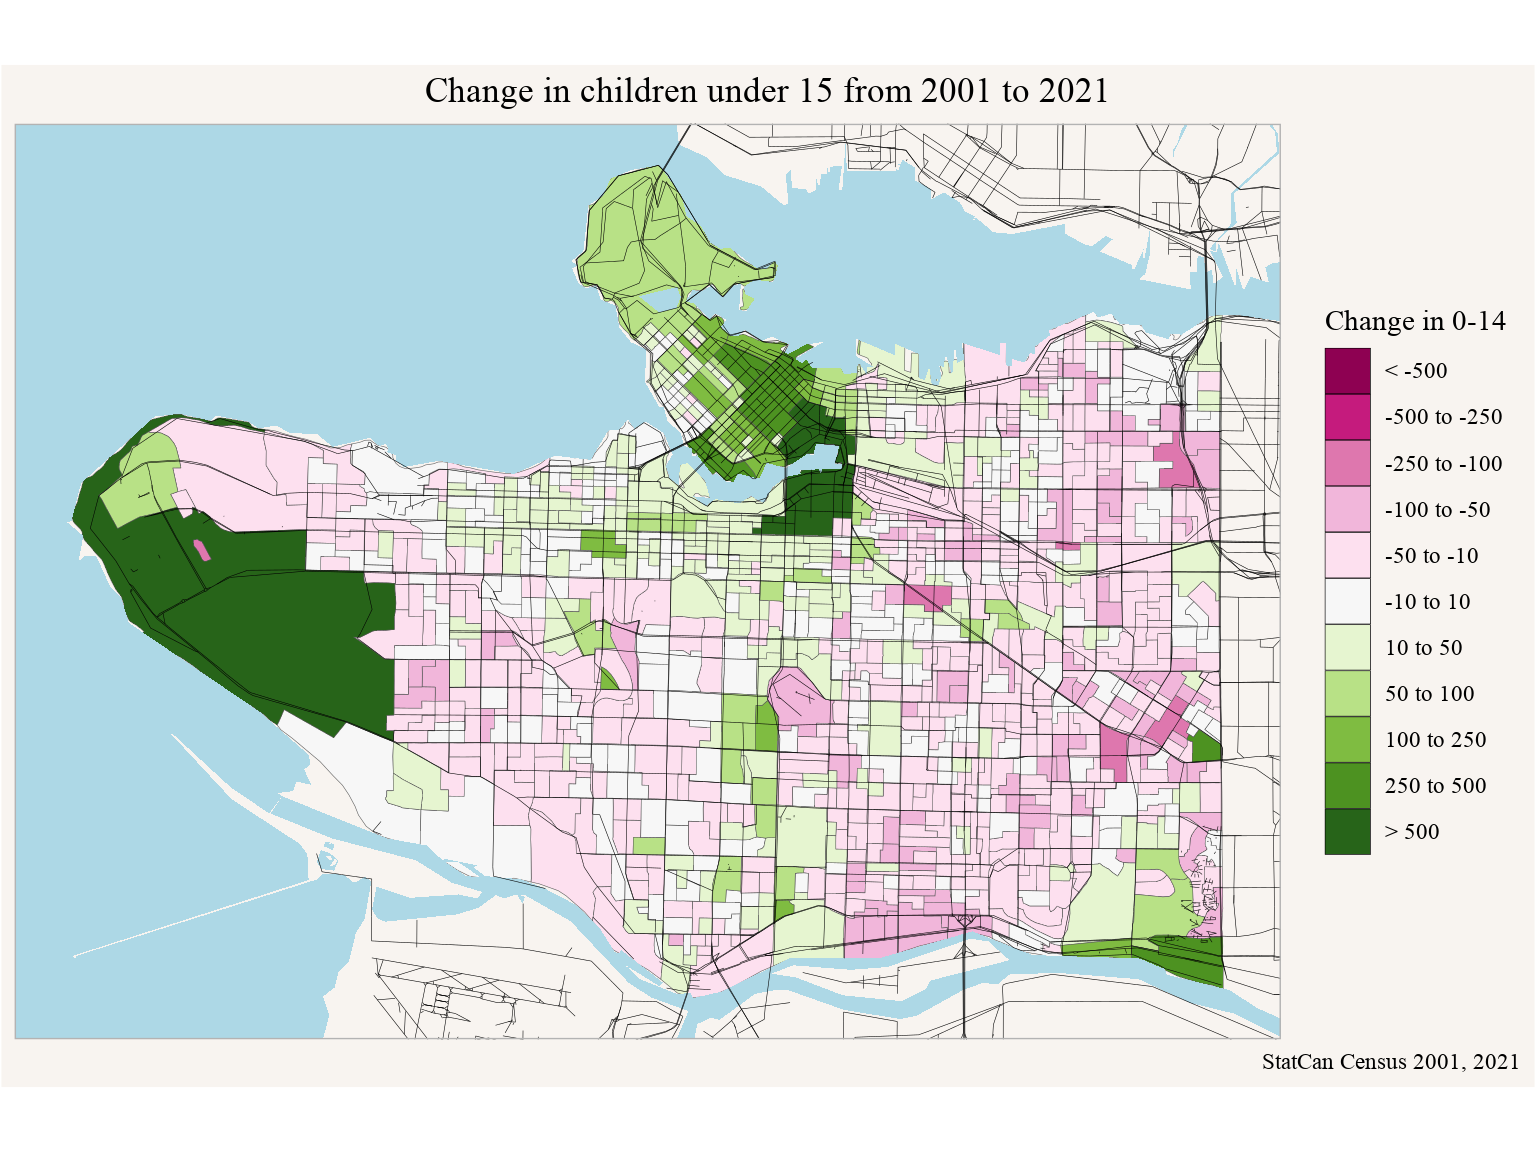 Change in children under 15 from 2001 to 2021
Change in 0-14
< -500
-500 to -250
-250 to -100
-100 to -50
-50 to -10
-10 to 10
10 to 50
50 to 100
100 to 250
250 to 500
> 500
StatCan Census 2001, 2021